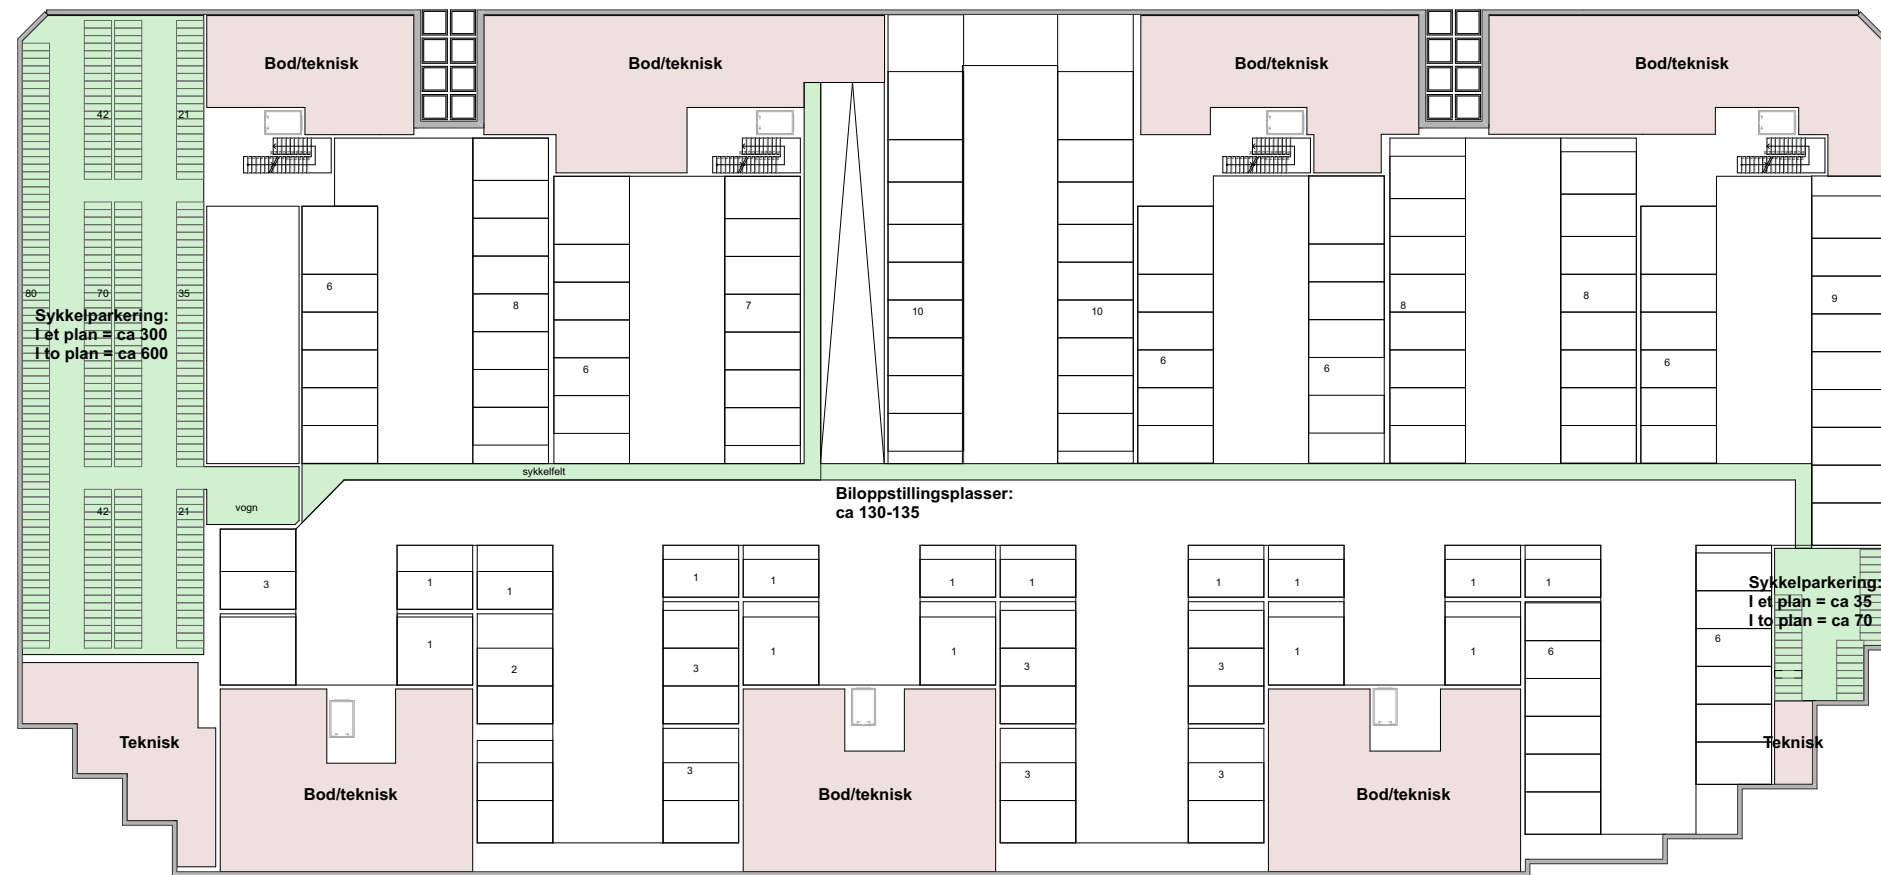 Bod/teknisk
Bod/teknisk
Bod/teknisk
Bod/teknisk
42
21
80
70
35
Sykkelparkering:
I et plan = ca 300
I to plan = ca 600
6
8
6
7
10
10
6
6
8
8
6
9
sykkelfelt
Biloppstillingsplasser:
ca 130-135
42
21
vogn
3
1
1
1
1
1
1
1
1
1
1
Sykkelparkering:
I et plan = ca 35
I to plan = ca 70
1
2
3
1
1
3
3
1
1
6
6
Teknisk
Bod/teknisk
3
Bod/teknisk
3
3
Bod/teknisk
Teknisk